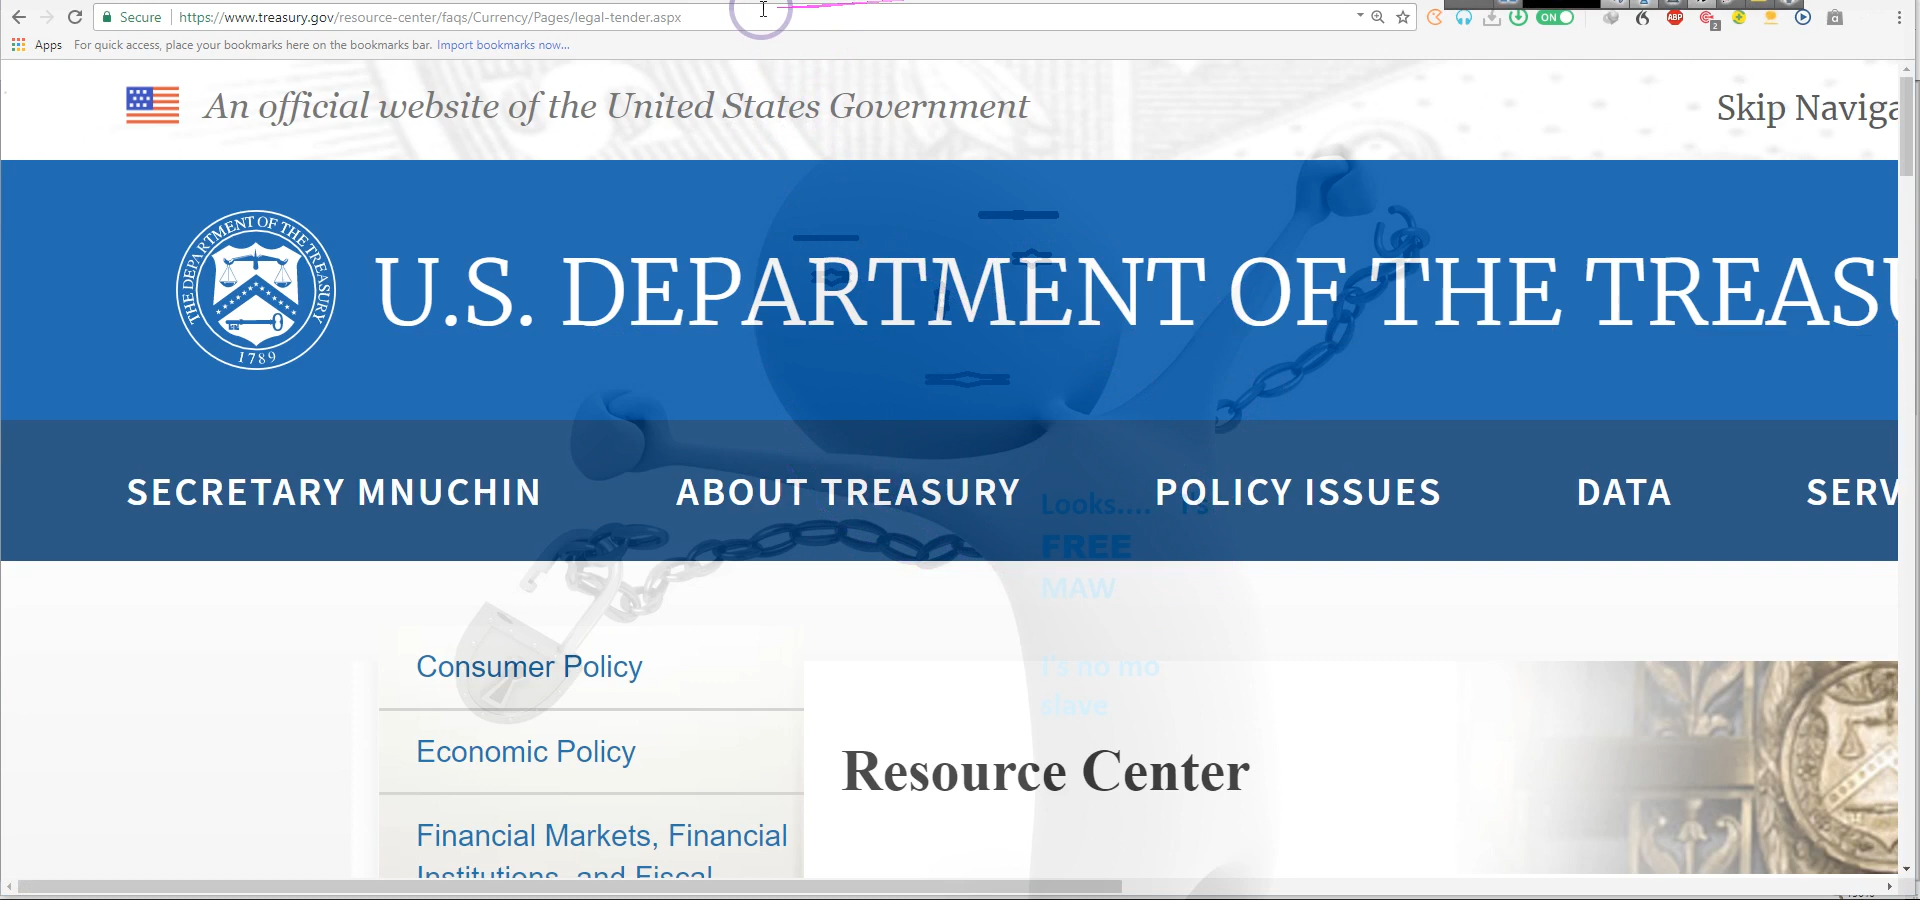 Secure
https://www.treasury.gov/resource-center/faqs/Currency/Pages/legal-tender.aspx
ON
ABP
2
a
Apps For quick access, place your bookmarks here on the bookmarks bar. Import bookmarks now...
An official website of the United States Government
Skip Naviga
THE DEPARTMENT OF THE TREASURY
1789
U.S. DEPARTMENT OF THE TREASU
SECRETARY MNUCHIN ABOUT TREASURY POLICY ISSUES DATA SERV
Looks.... I's
FREE
MAW
I's no mo
slave
Consumer Policy
Economic Policy
Financial Markets, Financial
Institutions, and Fiscal
Resource Center